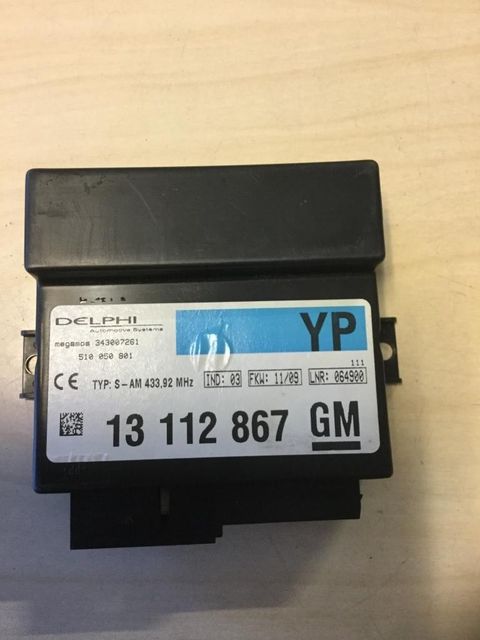 DELPHI
Automotive Systems
YP
megamos 343007261
510 050 801
111
CE TYP: S-AM 433,92 MHz IND: 03 FKW: 11/09 LNR: 064900
13 112 867 GM